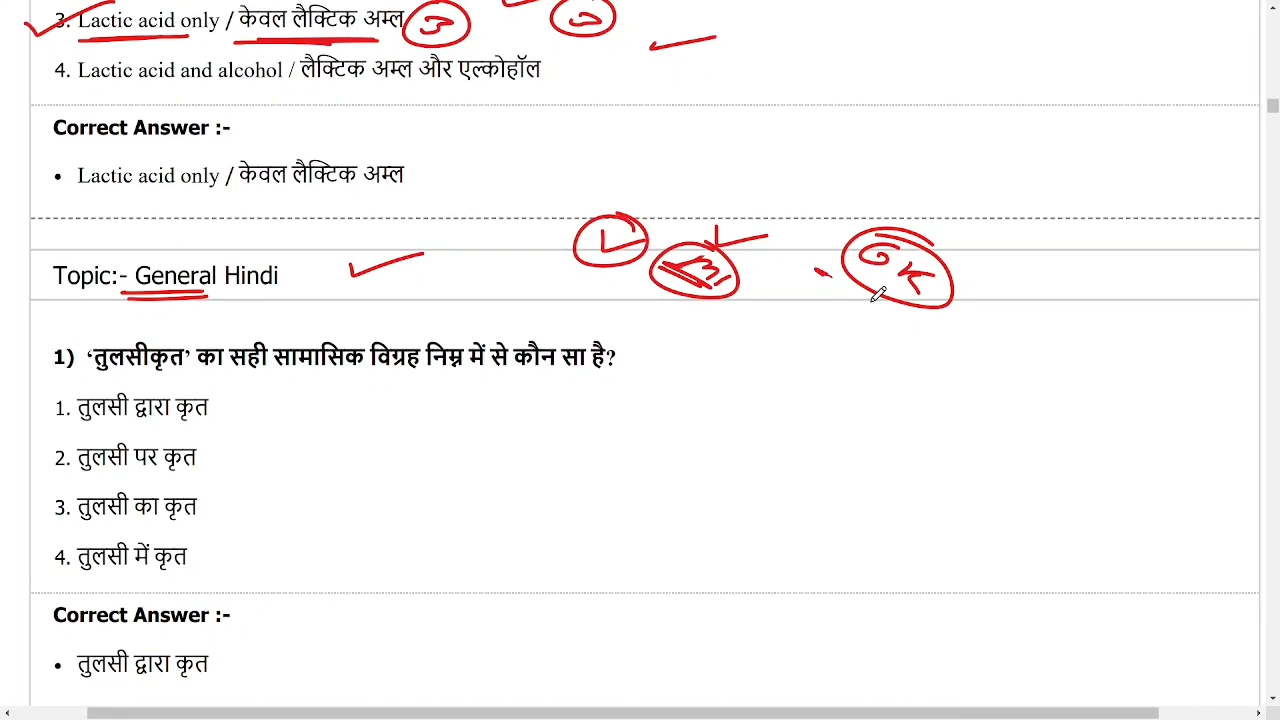 3. Lactic acid only / केवल लैक्टिक अम्ल
4. Lactic acid and alcohol / लैक्टिक अम्ल और एल्कोहॉल
Correct Answer :-
• Lactic acid only / केवल लैक्टिक अम्ल
Topic:- General Hindi
GK
1) ‘तुलसीकृत’ का सही सामासिक विग्रह निम्न में से कौन सा है?
1. तुलसी द्वारा कृत
2. तुलसी पर कृत
3. तुलसी का कृत
4. तुलसी में कृत
Correct Answer :-
• तुलसी द्वारा कृत